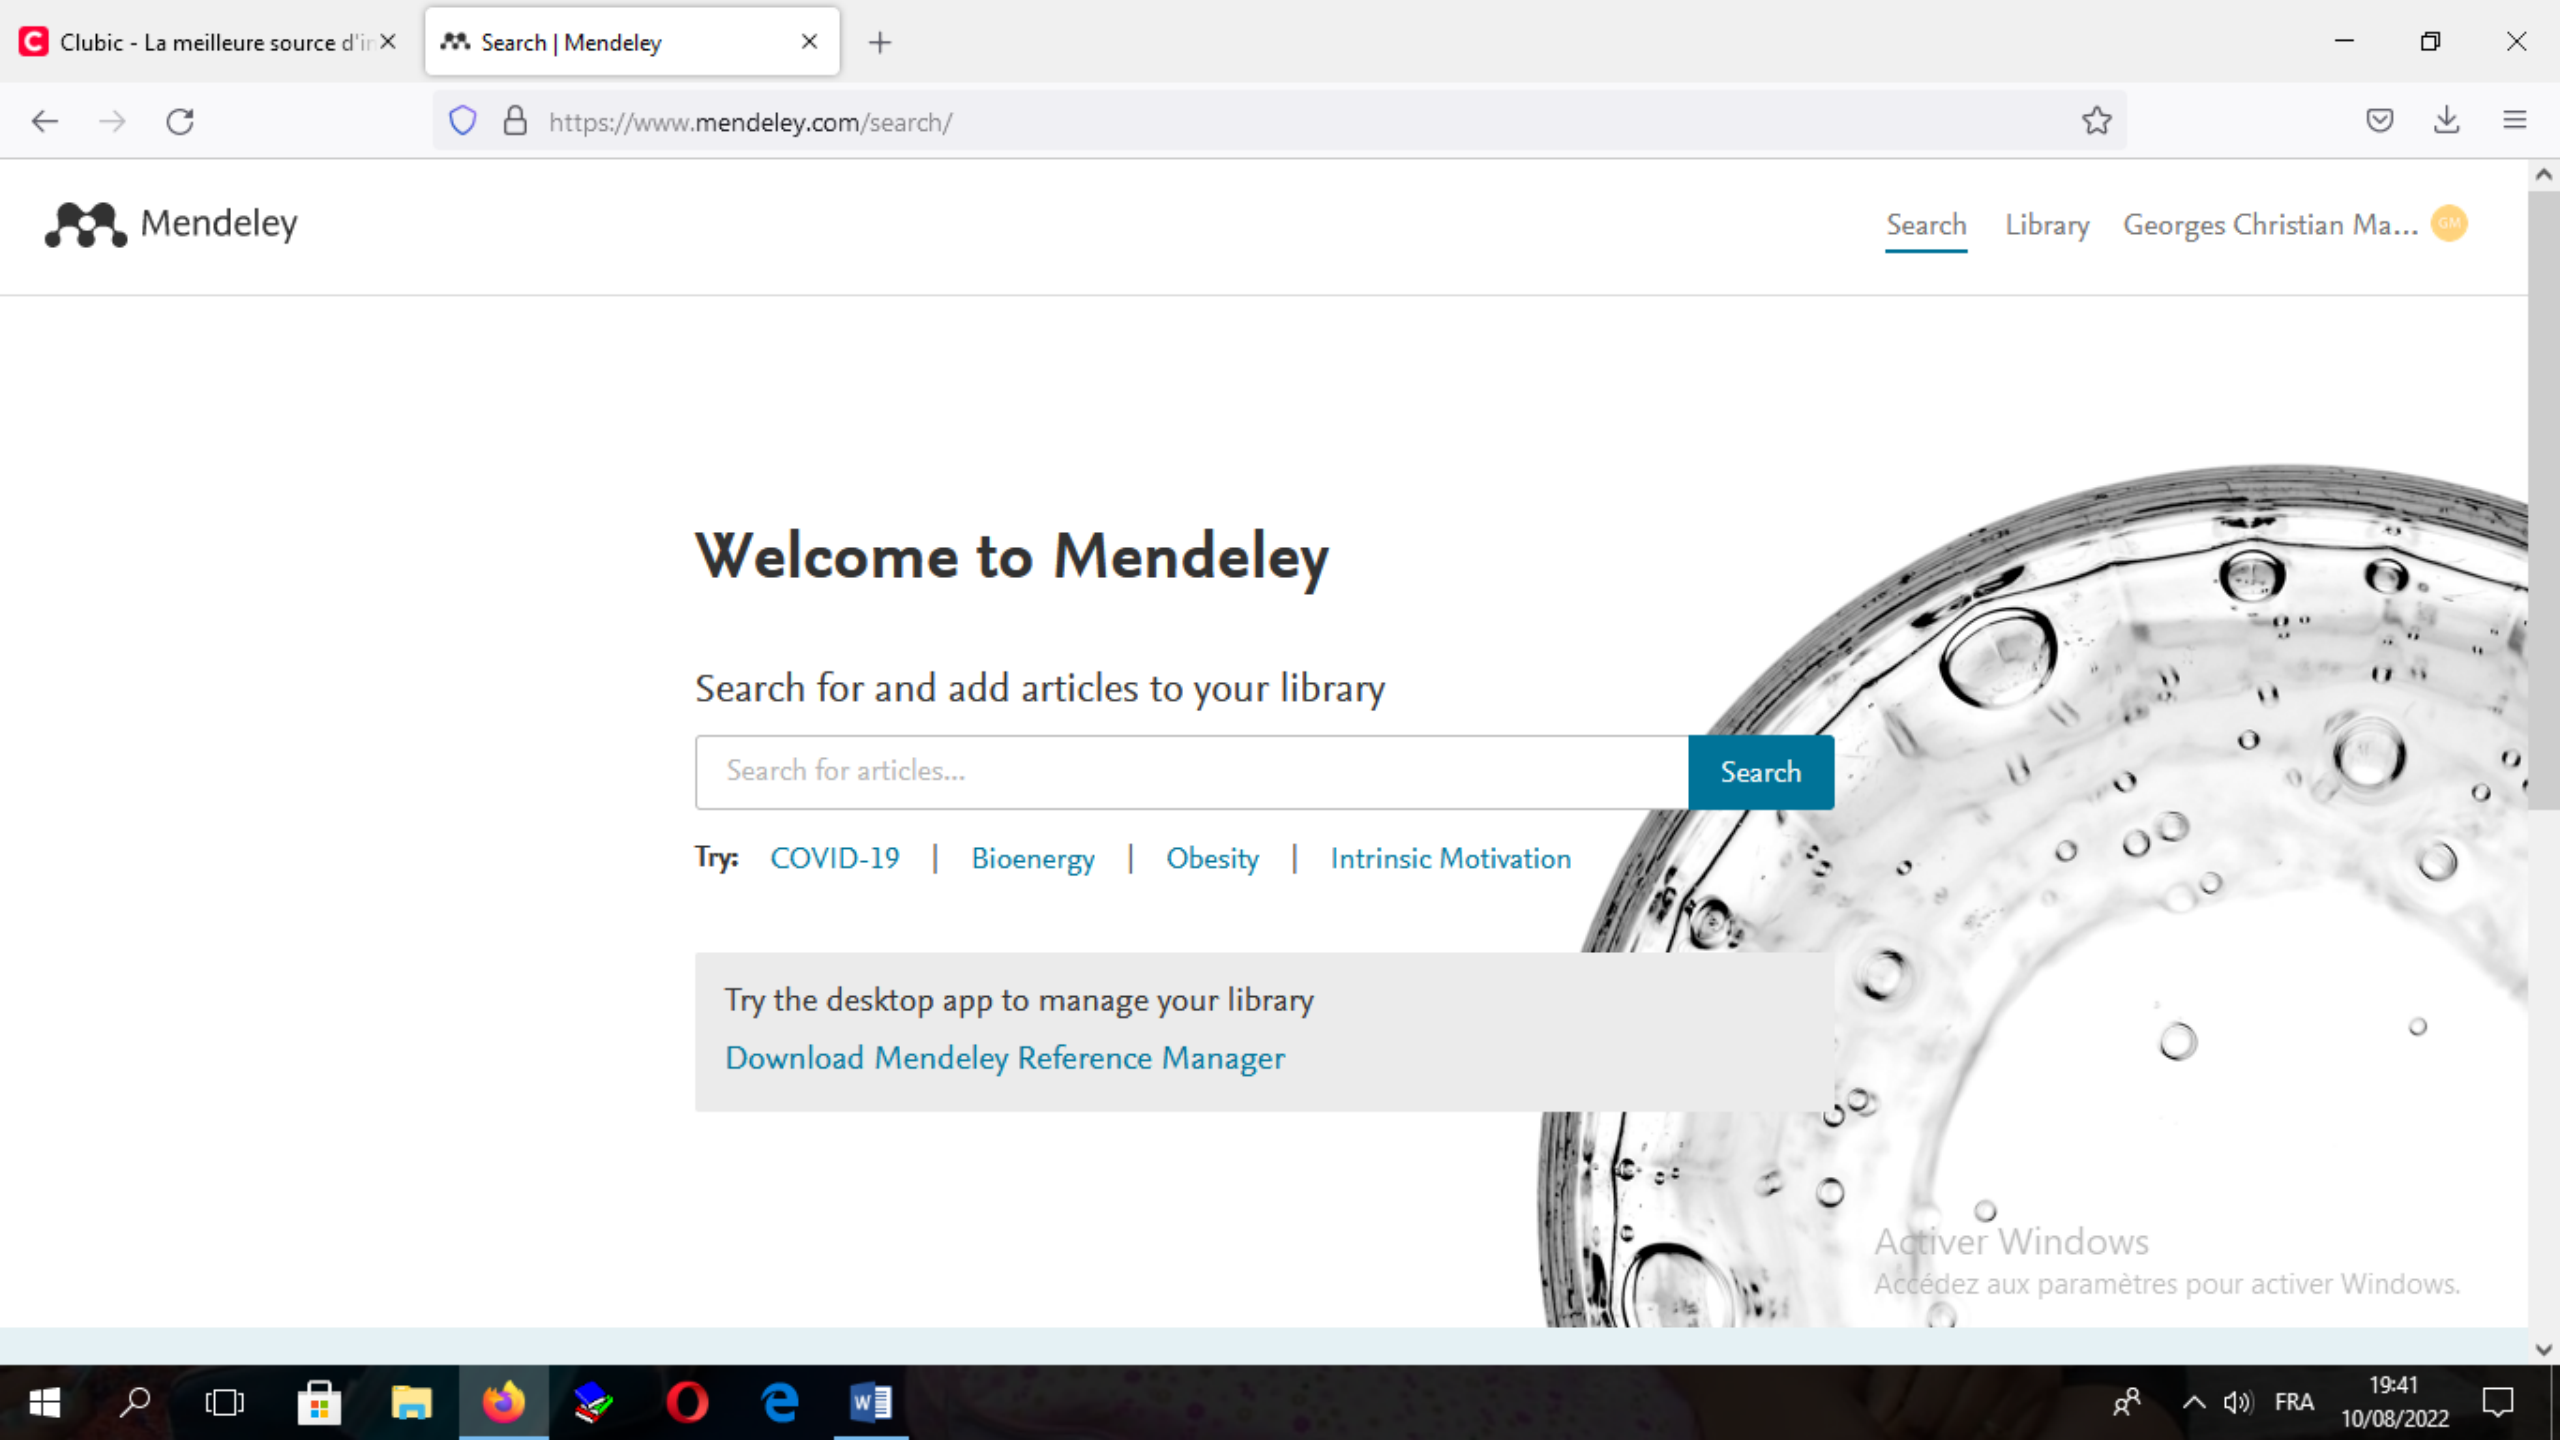 Clubic - La meilleure source d'in
Search | Mendeley
https://www.mendeley.com/search/
Mendeley
Search
Library
Georges Christian Ma...
GM
Welcome to Mendeley
Search for and add articles to your library
Search for articles...
Search
Try: COVID-19 | Bioenergy | Obesity | Intrinsic Motivation
Try the desktop app to manage your library
Download Mendeley Reference Manager
Activer Windows
Accédez aux paramètres pour activer Windows.
FRA
19:41
10/08/2022